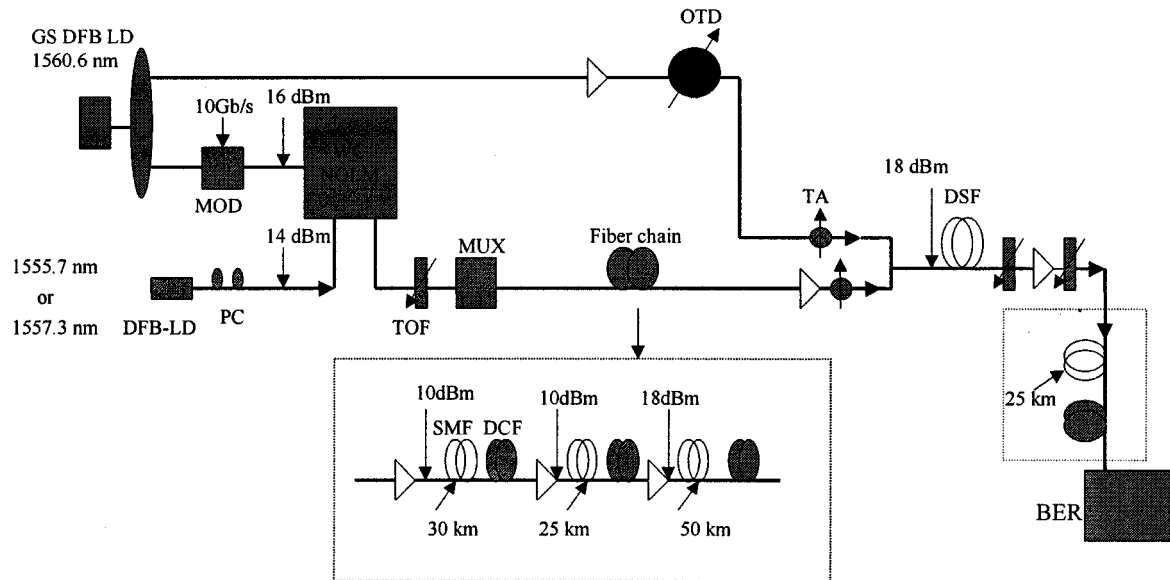 OTD
GS DFB LD
1560.6 nm
10Gb/s
16 dBm
WC
NOLM
MOD
18 dBm
DSF
TA
14 dBm
MUX
Fiber chain
1555.7 nm
or
1557.3 nm
DFB-LD
PC
TOF
25 km
10dBm
10dBm
18dBm
SMF
DCF
30 km
25 km
50 km
BER